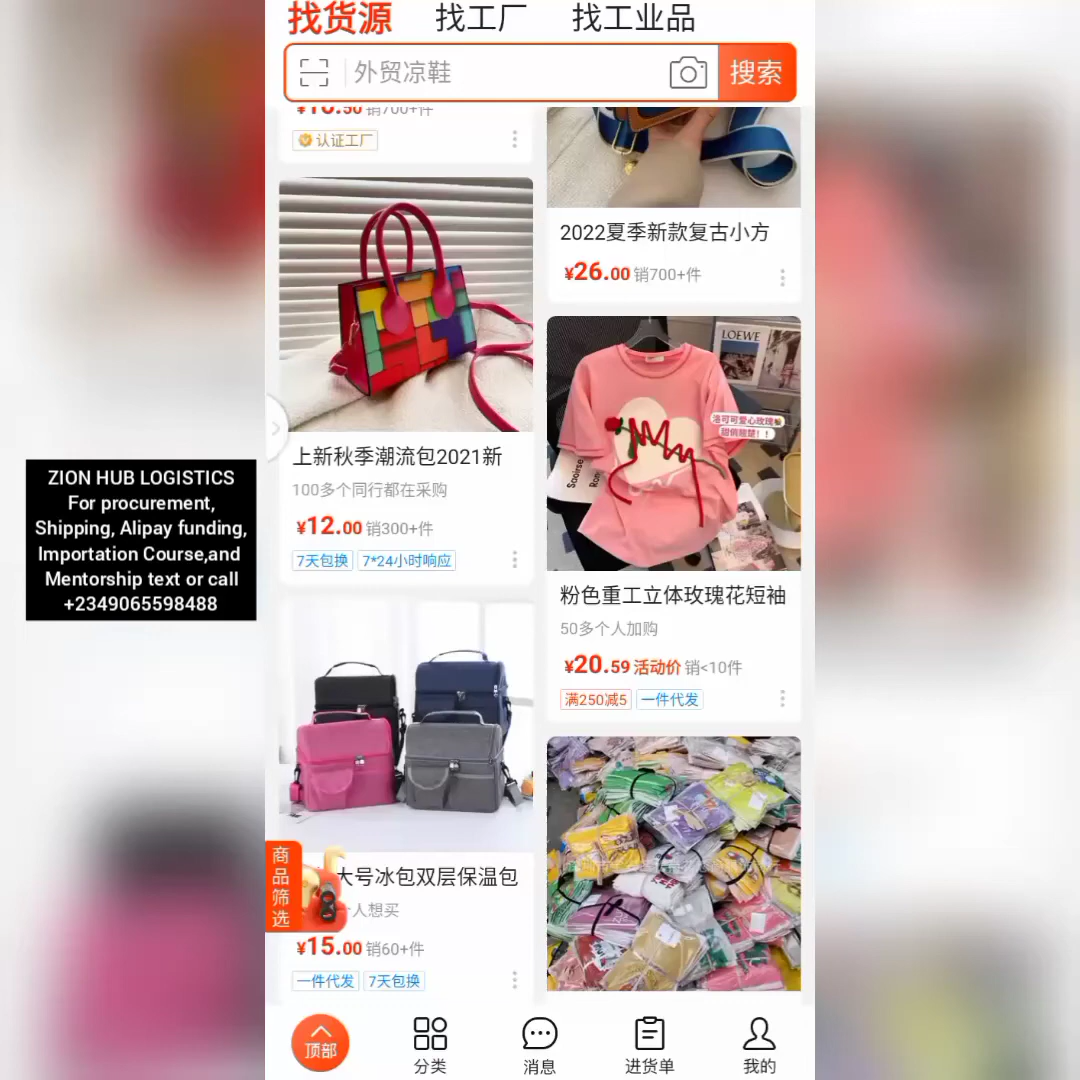 找货源 找工厂 找工业品
外贸凉鞋 搜索
销700+件
认证工厂
上新秋季潮流包2021新
100多个同行都在采购
¥12.00 销300+件
7天包换 7*24小时响应
大号冰包双层保温包
人想买
¥15.00 销60+件
一件代发 7天包换
2022夏季新款复古小方
¥26.00 销700+件
LOEWE
洛可可爱心玫瑰
Soirse
粉色重工立体玫瑰花短袖
50多个人加购
¥20.59 活动价 销<10件
满250减5 一件代发
商品筛选
ZION HUB LOGISTICS
For procurement,
Shipping, Alipay funding,
Importation Course,and
Mentorship text or call
+2349065598488
顶部 分类 消息 进货单 我的